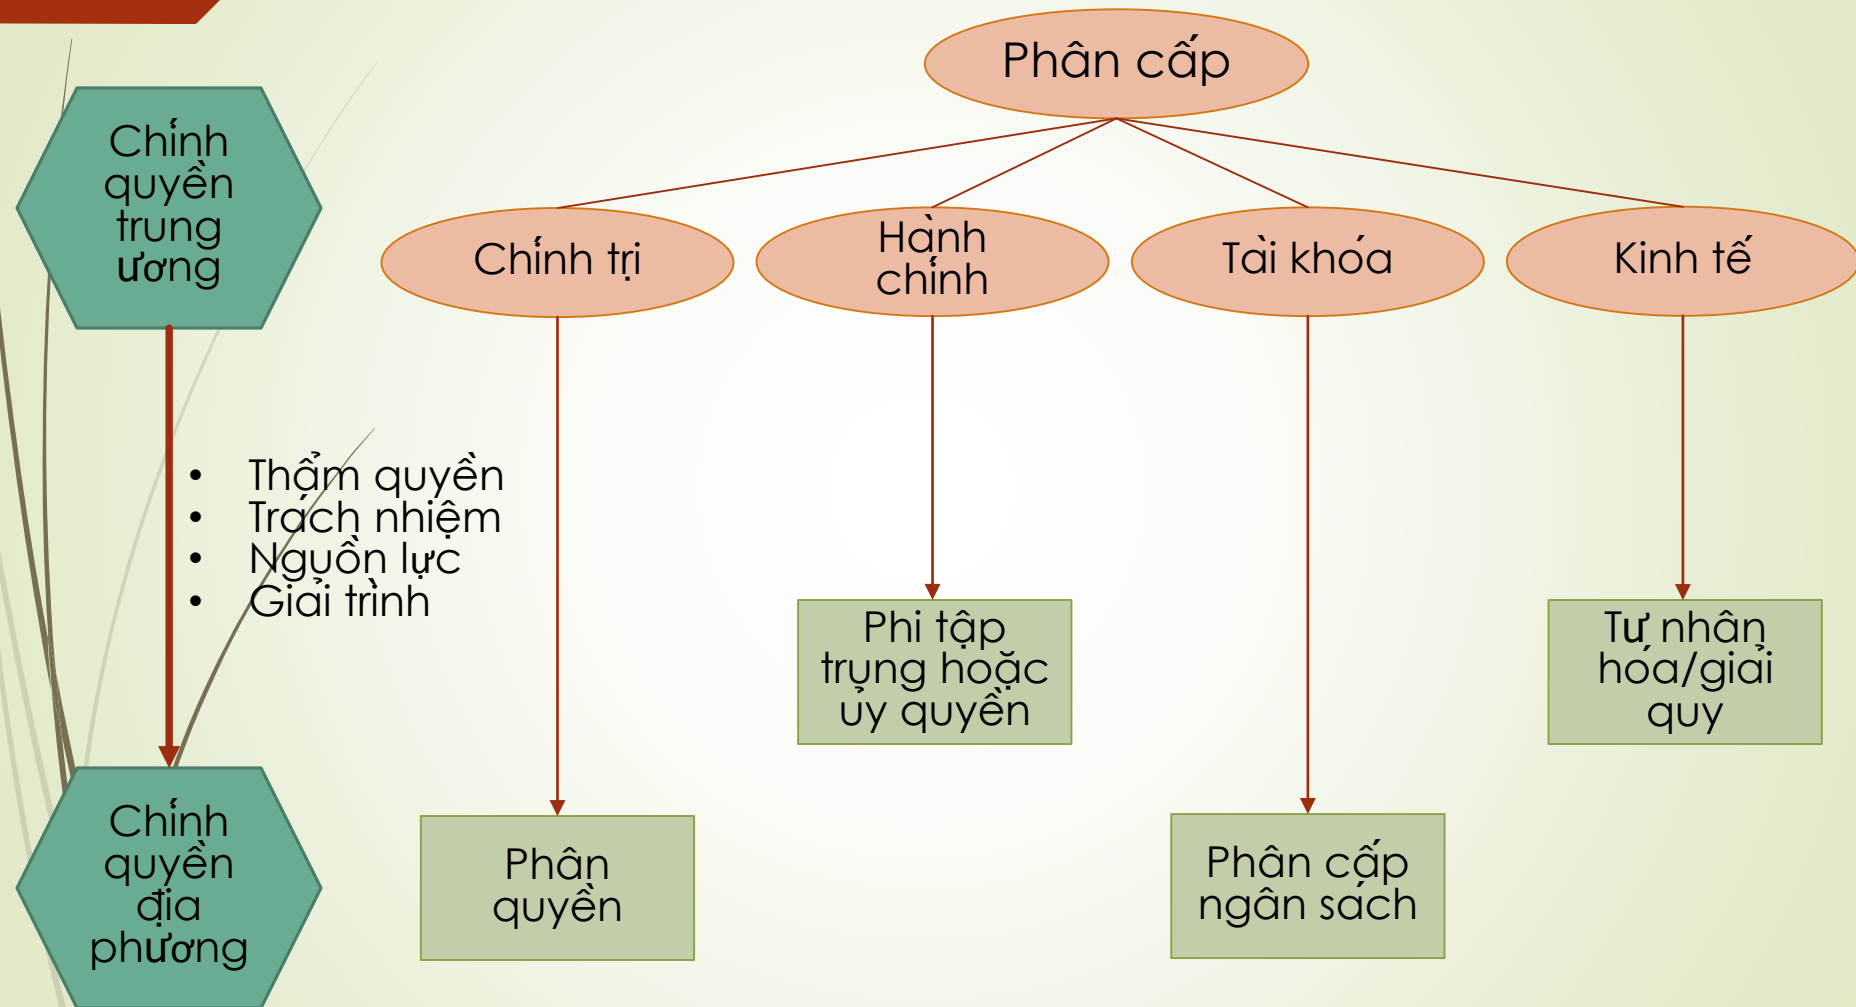 Phân cấp
Chính
quyền
trung
ương
Chính trị
Hành
chính
Tài khóa
Kinh tế
• Thẩm quyền
• Trách nhiệm
• Nguồn lực
• Giải trình
Phi tập
trung hoặc
ủy quyền
Tư nhân
hóa/giải
quy
Chính
quyền
địa
phương
Phân
quyền
Phân cấp
ngân sách